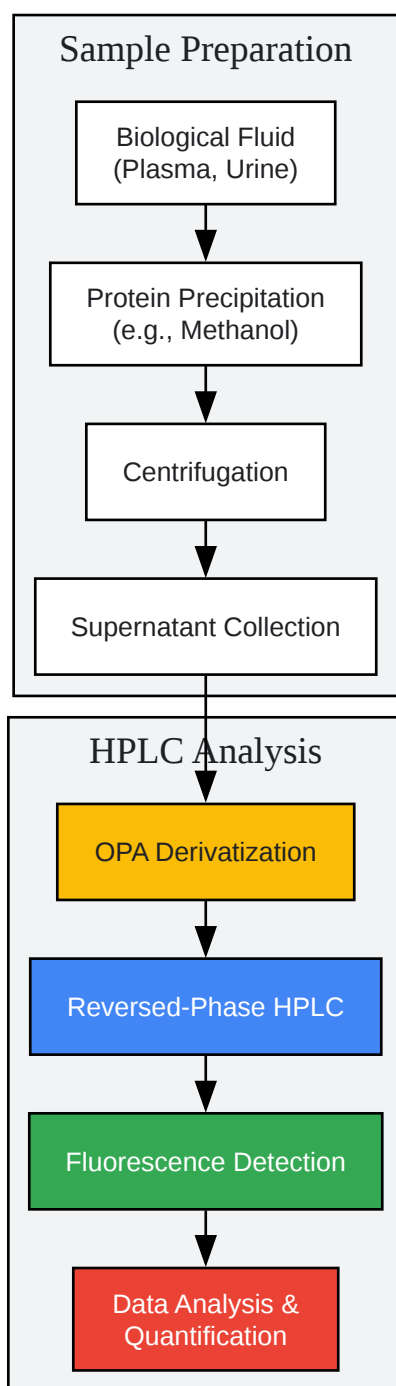 Sample Preparation
Biological Fluid
(Plasma, Urine)
Protein Precipitation
(e.g., Methanol)
Centrifugation
Supernatant Collection
HPLC Analysis
OPA Derivatization
Reversed-Phase HPLC
Fluorescence Detection
Data Analysis &
Quantification